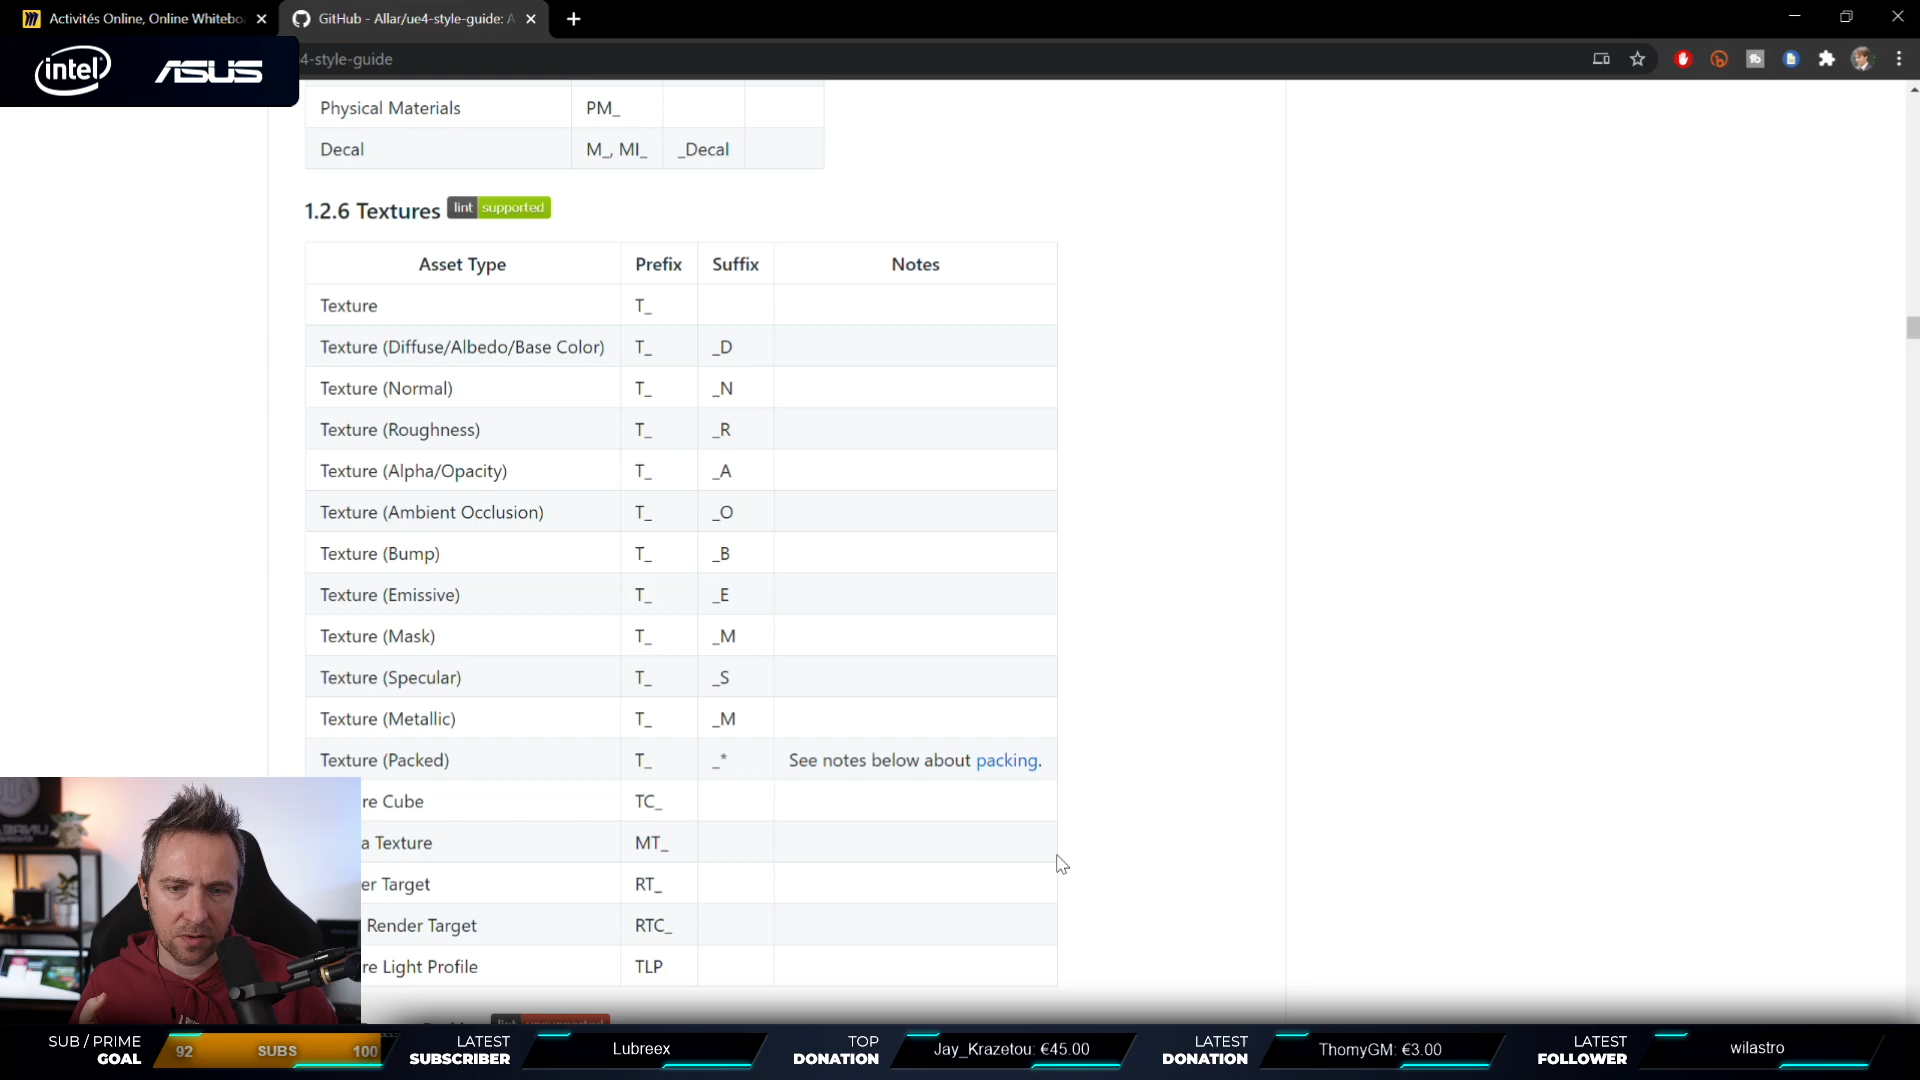 Activités Online, Online Whitebo
GitHub - Allar/ue4-style-guide: A
intel ASUS
4-style-guide
Physical Materials PM_
Decal M_, MI_ _Decal
1.2.6 Textures lint supported
Asset Type Prefix Suffix Notes
Texture T_
Texture (Diffuse/Albedo/Base Color) T_ _D
Texture (Normal) T_ _N
Texture (Roughness) T_ _R
Texture (Alpha/Opacity) T_ _A
Texture (Ambient Occlusion) T_ _O
Texture (Bump) T_ _B
Texture (Emissive) T_ _E
Texture (Mask) T_ _M
Texture (Specular) T_ _S
Texture (Metallic) T_ _M
Texture (Packed) T_ _* See notes below about packing.
re Cube TC_
a Texture MT_
er Target RT_
Render Target RTC_
re Light Profile TLP
SUB / PRIME GOAL 92 SUBS 100
LATEST SUBSCRIBER Lubreex
TOP DONATION Jay_Krazetou: €45.00
LATEST DONATION ThomyGM: €3.00
LATEST FOLLOWER wilastro